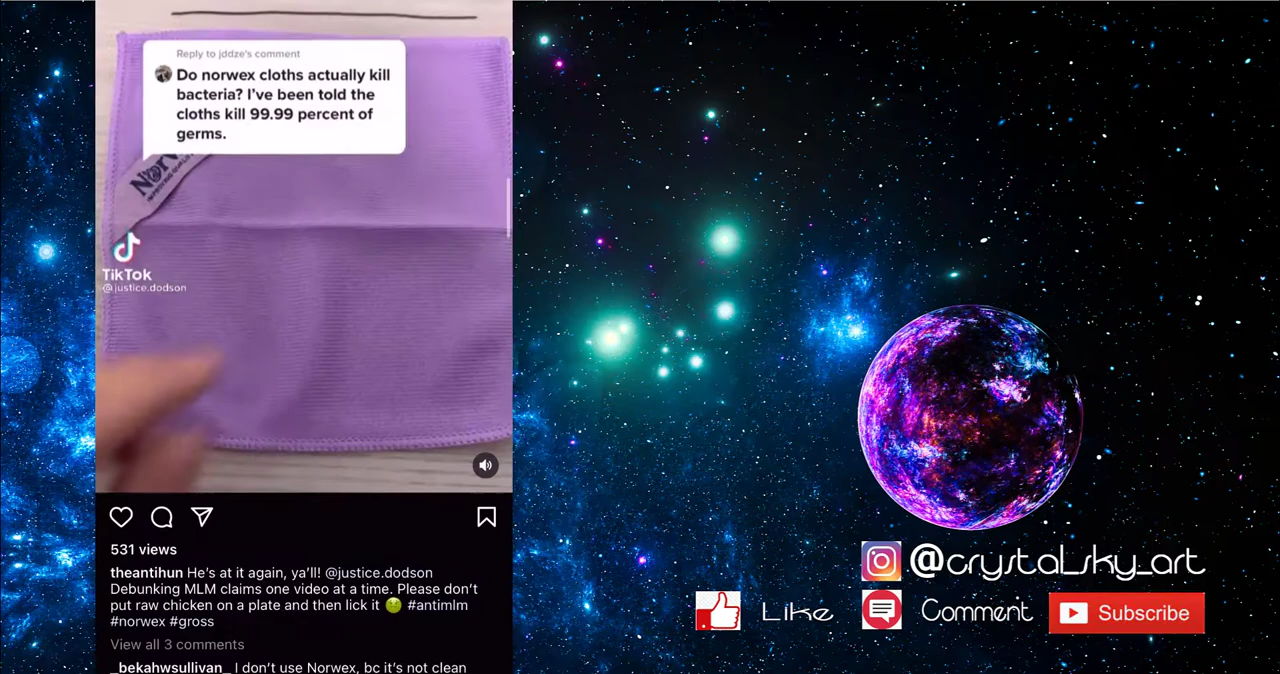 Reply to jddze's comment
Do norwex cloths actually kill
bacteria? I've been told the
cloths kill 99.99 percent of
germs.
TikTok
@justice.dodson
531 views
theantihun He's at it again, ya'll! @justice.dodson
Debunking MLM claims one video at a time. Please don't
put raw chicken on a plate and then lick it 🤢 #antimlm
#norwex #gross
View all 3 comments
_bekahwsullivan_ I don't use Norwex, bc it's not clean
@crystal_sky_art
Like
Comment
Subscribe